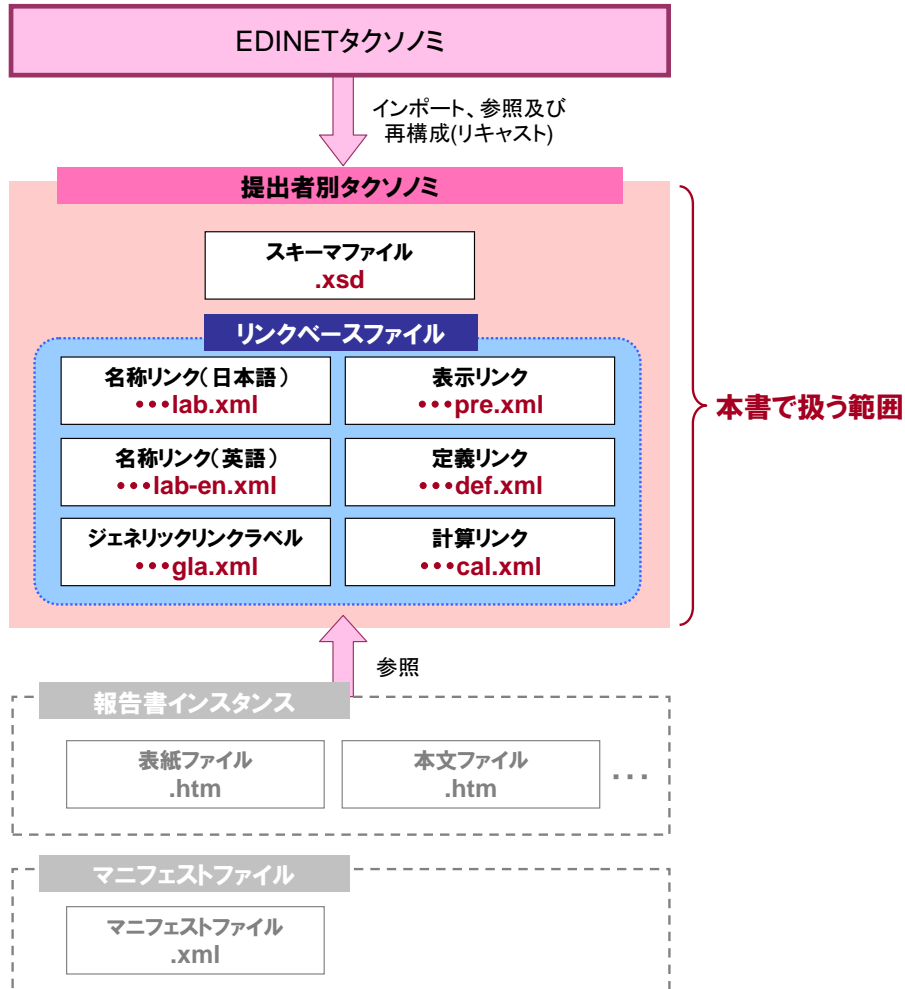 EDINETタクソノミ
インポート、参照及び
再構成(リキャスト)
提出者別タクソノミ
スキーマファイル
.xsd
リンクベースファイル
名称リンク(日本語)
•••lab.xml
表示リンク
•••pre.xml
名称リンク(英語)
•••lab-en.xml
定義リンク
•••def.xml
ジェネリックリンクラベル
•••gla.xml
計算リンク
•••cal.xml
本書で扱う範囲
参照
報告書インスタンス
表紙ファイル
.htm
本文ファイル
.htm
...
マニフェストファイル
マニフェストファイル
.xml